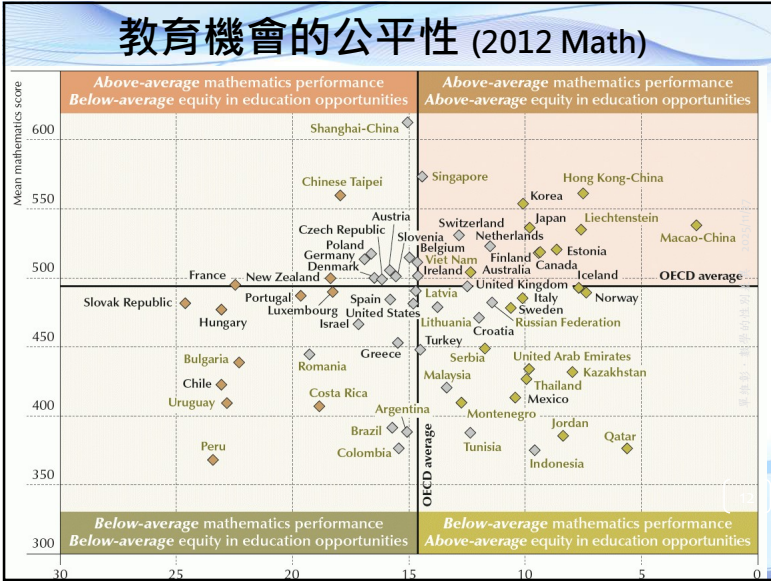 教育機會的公平性 (2012 Math)
Mean mathematics score
Above-average mathematics performance
Below-average equity in education opportunities
Above-average mathematics performance
Above-average equity in education opportunities
600
Shanghai-China
Singapore
Chinese Taipei
Hong Kong-China
550
Korea
Austria
Switzerland
Japan
Liechtenstein
Czech Republic
Slovenia
Netherlands
Macao-China
Poland
Belgium
Germany
Viet Nam
Finland
Estonia
Denmark
Ireland
Australia
Canada
500
France
New Zealand
United Kingdom
Iceland
OECD average
Slovak Republic
Portugal
Spain
Latvia
Italy
Norway
Luxembourg
United States
Sweden
Hungary
Israel
Lithuania
Russian Federation
Croatia
450
Greece
Turkey
Bulgaria
Romania
Serbia
United Arab Emirates
Chile
Malaysia
Kazakhstan
Thailand
Uruguay
Costa Rica
Mexico
400
Argentina
Montenegro
Brazil
Jordan
Peru
Colombia
Tunisia
Qatar
Indonesia
OECD average
350
12
Below-average mathematics performance
Below-average equity in education opportunities
Below-average mathematics performance
Above-average equity in education opportunities
300
30
25
20
15
10
5
0